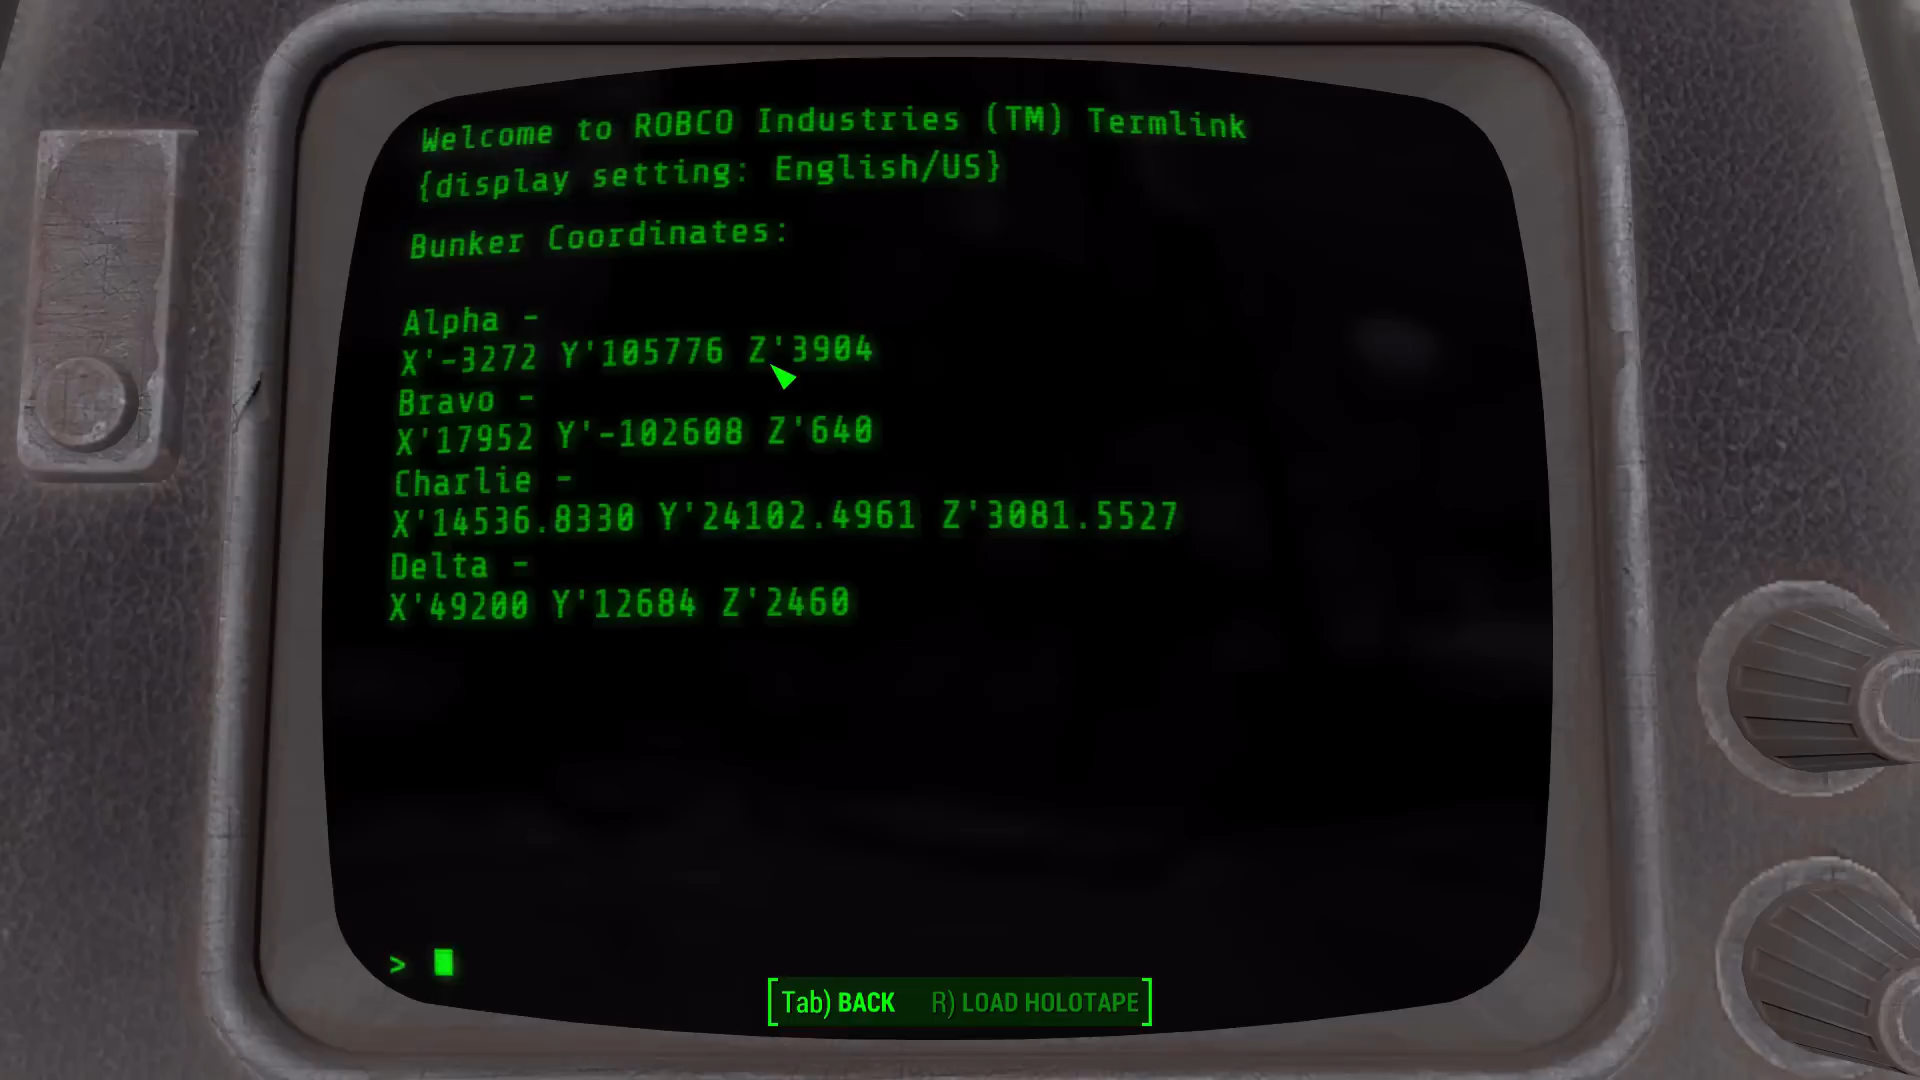 Welcome to ROBCO Industries (TM) Termlink
{display setting: English/US}
Bunker Coordinates:
Alpha -
X'-3272 Y'105776 Z'3904
Bravo -
X'17952 Y'-102608 Z'640
Charlie -
X'14536.8330 Y'24102.4961 Z'3081.5527
Delta -
X'49200 Y'12684 Z'2460
>
[Tab) BACK R) LOAD HOLOTAPE]